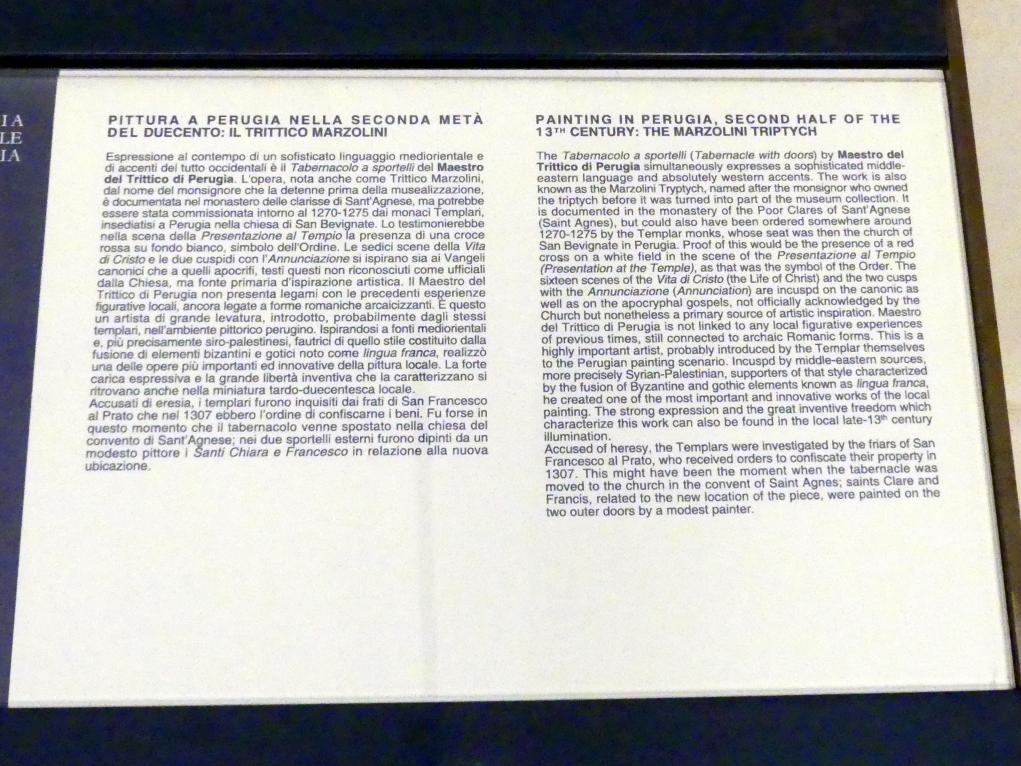 IA
LE
IA
PITTURA A PERUGIA NELLA SECONDA METÀ
DEL DUECENTO: IL TRITTICO MARZOLINI
Espressione al contempo di un sofisticato linguaggio mediorientale e
di accenti del tutto occidentali è il Tabernacolo a sportelli del Maestro
del Trittico di Perugia. L'opera, nota anche come Trittico Marzolini,
dal nome del monsignore che la detenne prima della musealizzazione,
è documentata nel monastero delle clarisse di Sant'Agnese, ma potrebbe
essere stata commissionata intorno al 1270-1275 dai monaci Templari,
insediatisi a Perugia nella chiesa di San Bevignate. Lo testimonierebbe
nella scena della Presentazione al Tempio la presenza di una croce
rossa su fondo bianco, simbolo dell'Ordine. Le sedici scene della Vita
di Cristo e le due cuspidi con l'Annunciazione si ispirano sia ai Vangeli
canonici che a quelli apocrifi, testi questi non riconosciuti come ufficiali
dalla Chiesa, ma fonte primaria d'ispirazione artistica. Il Maestro del
Trittico di Perugia non presenta legami con le precedenti esperienze
figurative locali, ancora legate a forme romaniche arcaicizzanti. È questo
un artista di grande levatura, introdotto, probabilmente dagli stessi
templari, nell'ambiente pittorico perugino. Ispirandosi a fonti mediorientali
e, più precisamente siro-palestinesi, fautrici di quello stile costituito dalla
fusione di elementi bizantini e gotici noto come lingua franca, realizzò
una delle opere più importanti ed innovative della pittura locale. La forte
carica espressiva e la grande libertà inventiva che la caratterizzano si
ritrovano anche nella miniatura tardo-duecentesca locale.
Accusati di eresia, i templari furono inquisiti dai frati di San Francesco
al Prato che nel 1307 ebbero l'ordine di confiscarne i beni. Fu forse in
questo momento che il tabernacolo venne spostato nella chiesa del
convento di Sant'Agnese; nei due sportelli esterni furono dipinti da un
modesto pittore i Santi Chiara e Francesco in relazione alla nuova
ubicazione.
PAINTING IN PERUGIA, SECOND HALF OF THE
13TH CENTURY: THE MARZOLINI TRIPTYCH
The Tabernacolo a sportelli (Tabernacle with doors) by Maestro del
Trittico di Perugia simultaneously expresses a sophisticated middle-
eastern language and absolutely western accents. The work is also
known as the Marzolini Tryptych, named after the monsignor who owned
the triptych before it was turned into part of the museum collection. It
is documented in the monastery of the Poor Clares of Sant'Agnese
(Saint Agnes), but could also have been ordered somewhere around
1270-1275 by the Templar monks, whose seat was then the church of
San Bevignate in Perugia. Proof of this would be the presence of a red
cross on a white field in the scene of the Presentazione al Tempio
(Presentation at the Temple), as that was the symbol of the Order. The
sixteen scenes of the Vita di Cristo (the Life of Christ) and the two cusps
with the Annunciazione (Annunciation) are incuspd on the canonic as
well as on the apocryphal gospels, not officially acknowledged by the
Church but nonetheless a primary source of artistic inspiration. Maestro
del Trittico di Perugia is not linked to any local figurative experiences
of previous times, still connected to archaic Romanic forms. This is a
highly important artist, probably introduced by the Templar themselves
to the Perugian painting scenario. Incuspd by middle-eastern sources,
more precisely Syrian-Palestinian, supporters of that style characterized
by the fusion of Byzantine and gothic elements known as lingua franca,
he created one of the most important and innovative works of the local
painting. The strong expression and the great inventive freedom which
characterize this work can also be found in the local late-13th century
illumination.
Accused of heresy, the Templars were investigated by the friars of San
Francesco al Prato, who received orders to confiscate their property in
1307. This might have been the moment when the tabernacle was
moved to the church in the convent of Saint Agnes; saints Clare and
Francis, related to the new location of the piece, were painted on the
two outer doors by a modest painter.